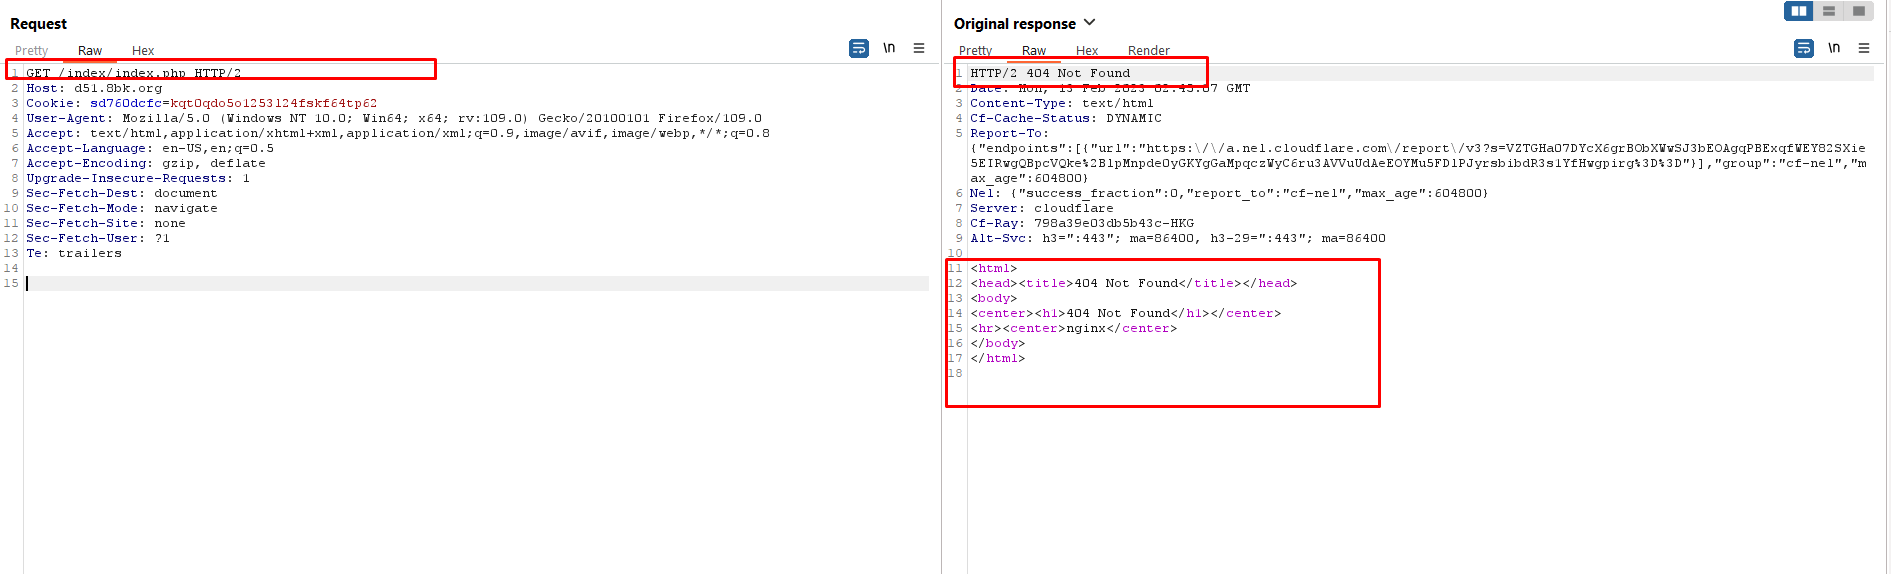 Request
Pretty Raw Hex
\n
1 GET /index/index.php HTTP/2
2 Host: d51.8bk.org
3 Cookie: sd760dcfc=kqt0qdo5o1253124fskf64tp62
4 User-Agent: Mozilla/5.0 (Windows NT 10.0; Win64; x64; rv:109.0) Gecko/20100101 Firefox/109.0
5 Accept: text/html,application/xhtml+xml,application/xml;q=0.9,image/avif,image/webp,*/*;q=0.8
6 Accept-Language: en-US,en;q=0.5
7 Accept-Encoding: gzip, deflate
8 Upgrade-Insecure-Requests: 1
9 Sec-Fetch-Dest: document
10 Sec-Fetch-Mode: navigate
11 Sec-Fetch-Site: none
12 Sec-Fetch-User: ?1
13 Te: trailers
14
15
Original response
Pretty Raw Hex Render
\n
1 HTTP/2 404 Not Found
2 Date: Mon, 13 Feb 2023 GMT
3 Content-Type: text/html
4 Cf-Cache-Status: DYNAMIC
5 Report-To:
{"endpoints":[{"url":"https:\/\/a.nel.cloudflare.com\/report\/v3?s=VZTGHa07DYcX6grBObXWwSJ3bEOAgqPBExqfWEY82SXie
5EIRwgQBpcVQke%2BlpMnpde0yGKYgGaMpqczWyC6ru3AVVuUdAeEOYMu5FDlPJyrsbibdR3s1YfHwgpirg%3D%3D"}],"group":"cf-nel","m
ax_age":604800}
6 Nel: {"success_fraction":0,"report_to":"cf-nel","max_age":604800}
7 Server: cloudflare
8 Cf-Ray: 798a39e03db5b43c-HKG
9 Alt-Svc: h3=":443"; ma=86400, h3-29=":443"; ma=86400
10
11 <html>
12 <head><title>404 Not Found</title></head>
13 <body>
14 <center><h1>404 Not Found</h1></center>
15 <hr><center>nginx</center>
16 </body>
17 </html>
18